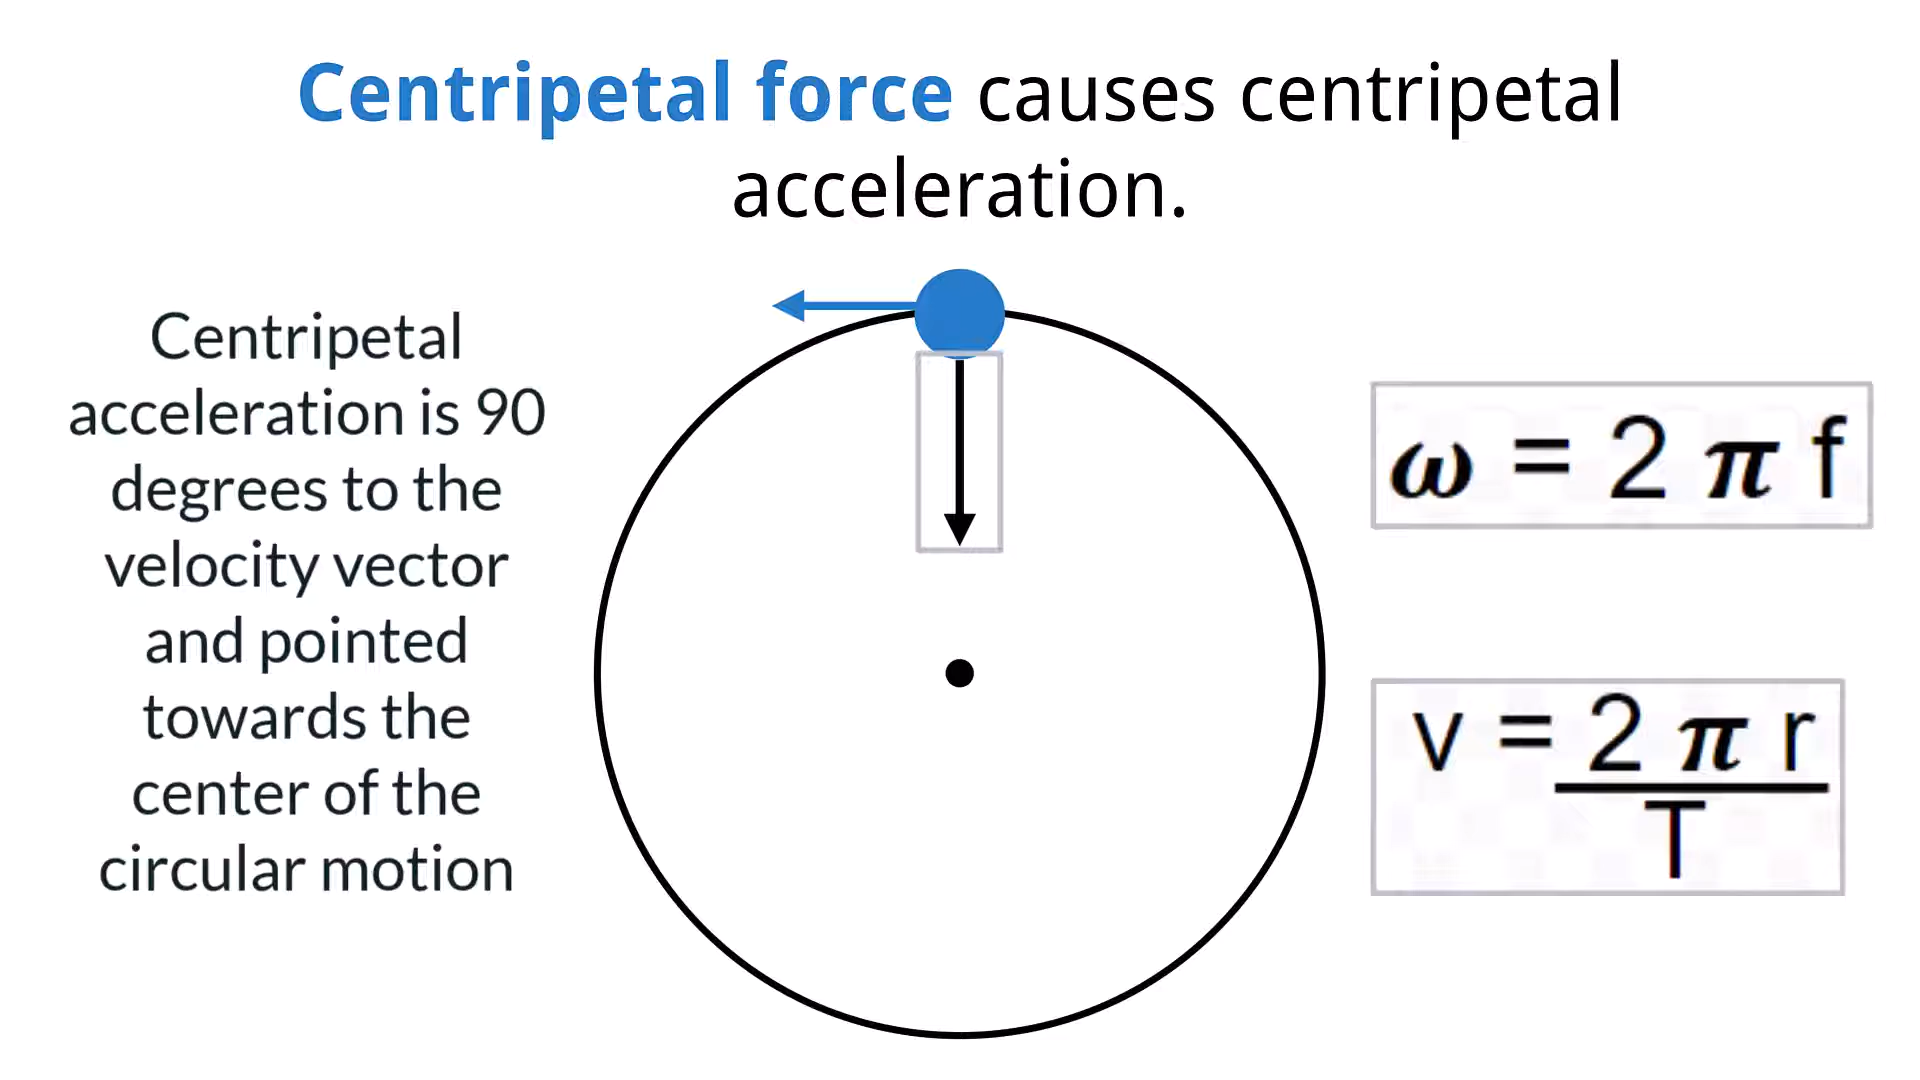 Centripetal force causes centripetal
acceleration.
Centripetal
acceleration is 90
degrees to the
velocity vector
and pointed
towards the
center of the
circular motion
ω = 2 π f
v = 2 π r
T